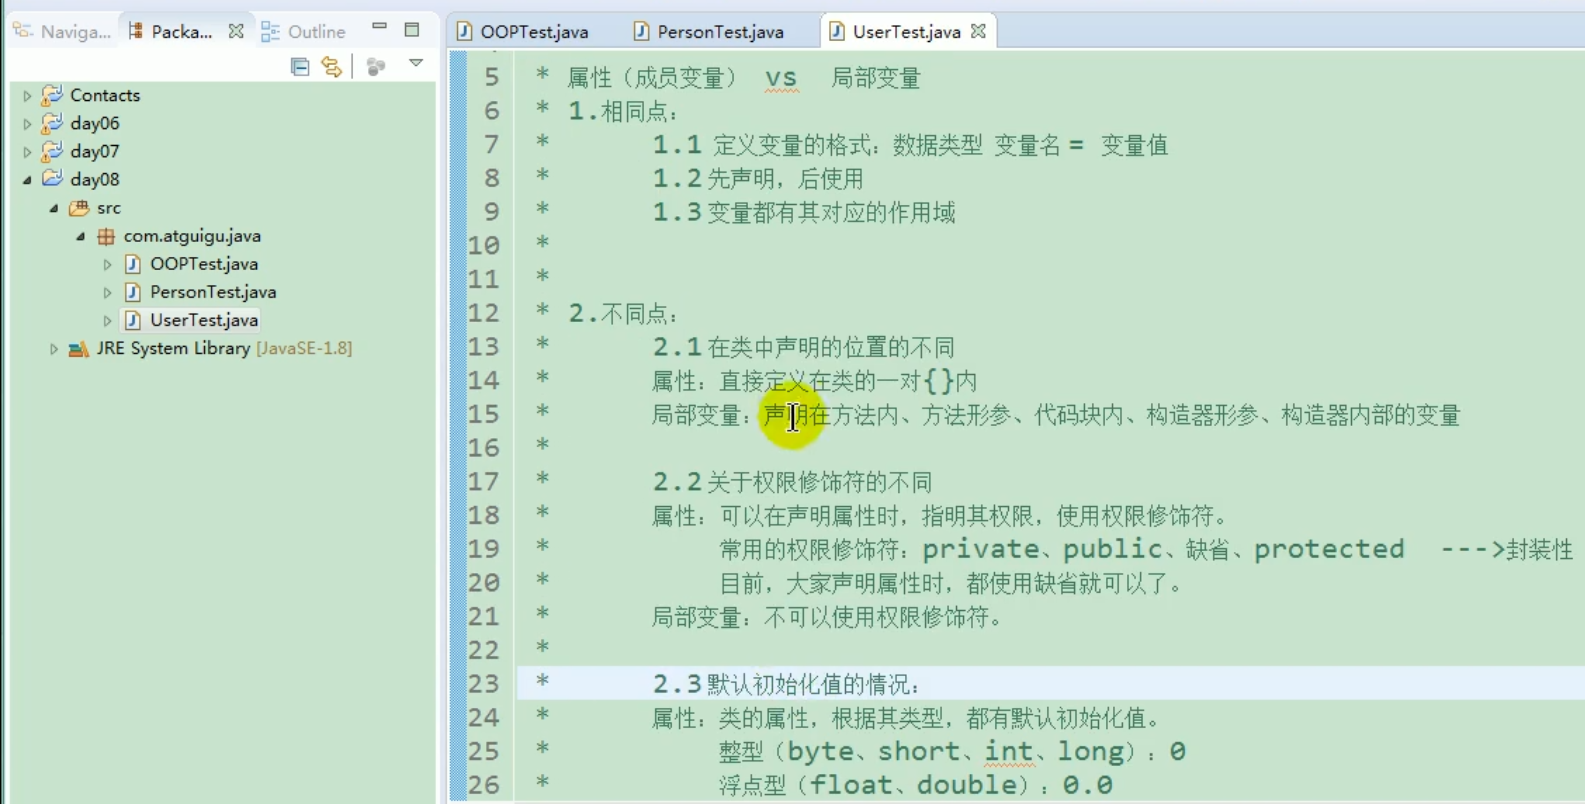 Naviga...
Packa...
Outline
Contacts
day06
day07
day08
src
com.atguigu.java
OOPTest.java
PersonTest.java
UserTest.java
JRE System Library [JavaSE-1.8]
OOPTest.java
PersonTest.java
UserTest.java
5 * 属性（成员变量） vs 局部变量
6 * 1.相同点：
7 * 1.1 定义变量的格式：数据类型 变量名 = 变量值
8 * 1.2 先声明，后使用
9 * 1.3 变量都有其对应的作用域
10 *
11 *
12 * 2.不同点：
13 * 2.1 在类中声明的位置的不同
14 * 属性：直接定义在类的一对{}内
15 * 局部变量：声明在方法内、方法形参、代码块内、构造器形参、构造器内部的变量
16 *
17 * 2.2 关于权限修饰符的不同
18 * 属性：可以在声明属性时，指明其权限，使用权限修饰符。
19 * 常用的权限修饰符：private、public、缺省、protected --->封装性
20 * 目前，大家声明属性时，都使用缺省就可以了。
21 * 局部变量：不可以使用权限修饰符。
22 *
23 * 2.3 默认初始化值的情况：
24 * 属性：类的属性，根据其类型，都有默认初始化值。
25 * 整型（byte、short、int、long）：0
26 * 浮点型（float、double）：0.0